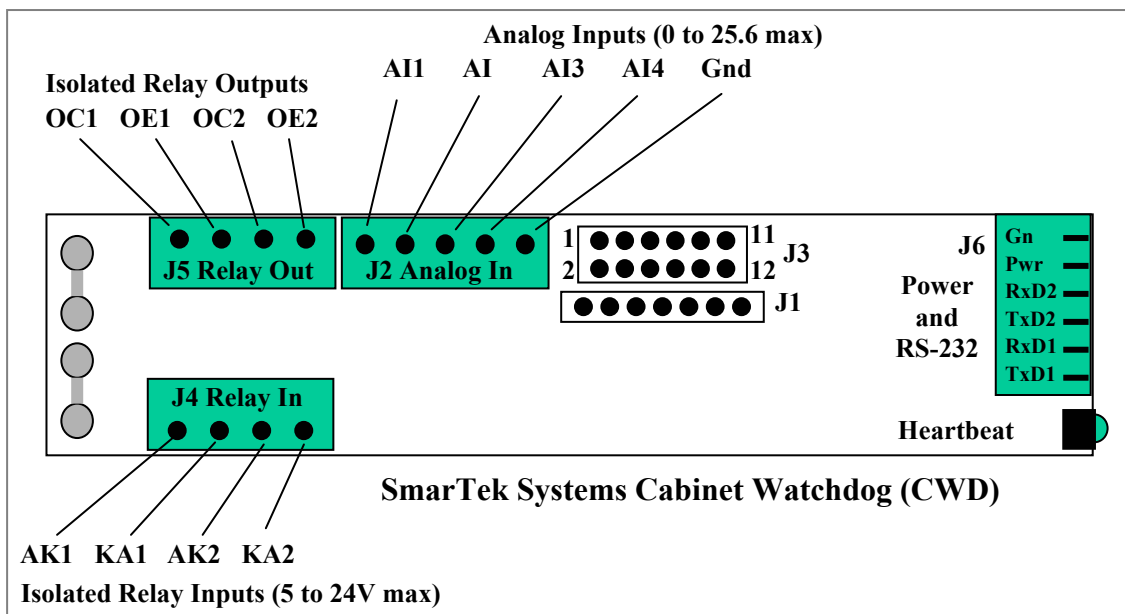 Analog Inputs (0 to 25.6 max)
AI1 AI AI3 AI4 Gnd
Isolated Relay Outputs
OC1 OE1 OC2 OE2
J5 Relay Out
J2 Analog In
1 11
J3
2 12
J1
J6
Power
and
RS-232
Gn
Pwr
RxD2
TxD2
RxD1
TxD1
J4 Relay In
Heartbeat
SmarTek Systems Cabinet Watchdog (CWD)
AK1 KA1 AK2 KA2
Isolated Relay Inputs (5 to 24V max)